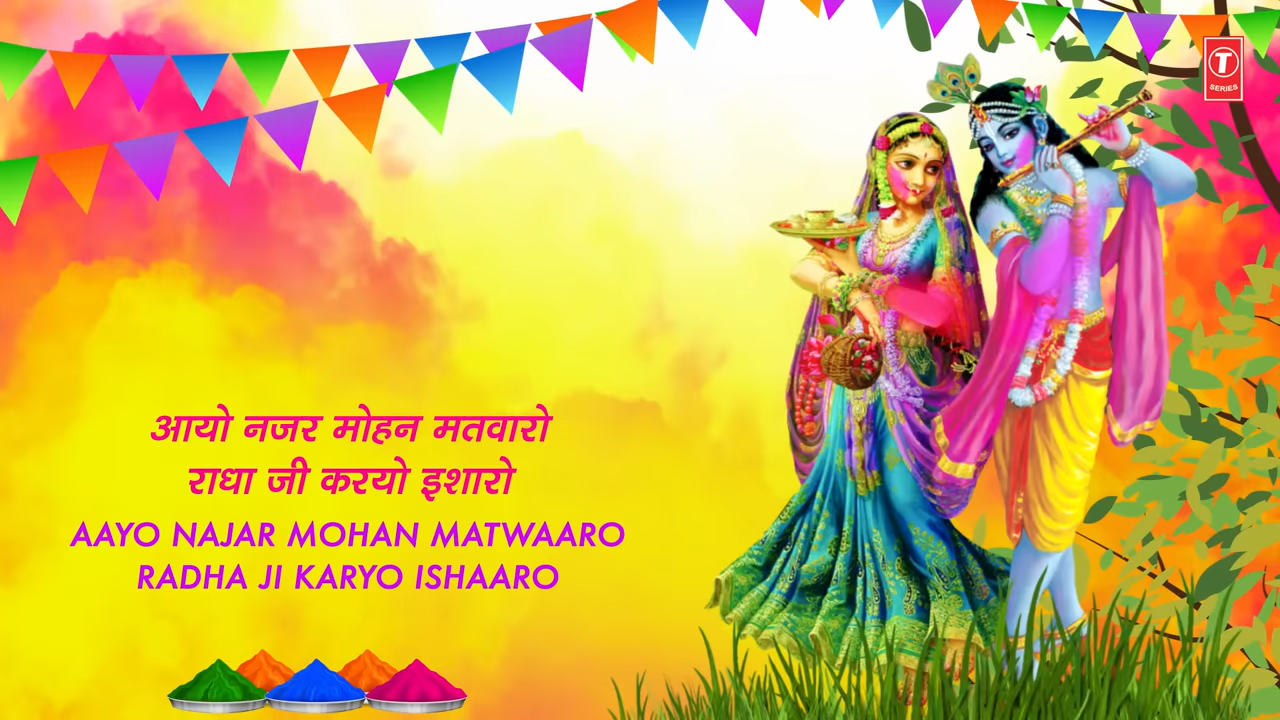 T
SERIES
आयो नजर मोहन मतवारो
राधा जी करयो इशारो
AAYO NAJAR MOHAN MATWAARO
RADHA JI KARYO ISHAARO